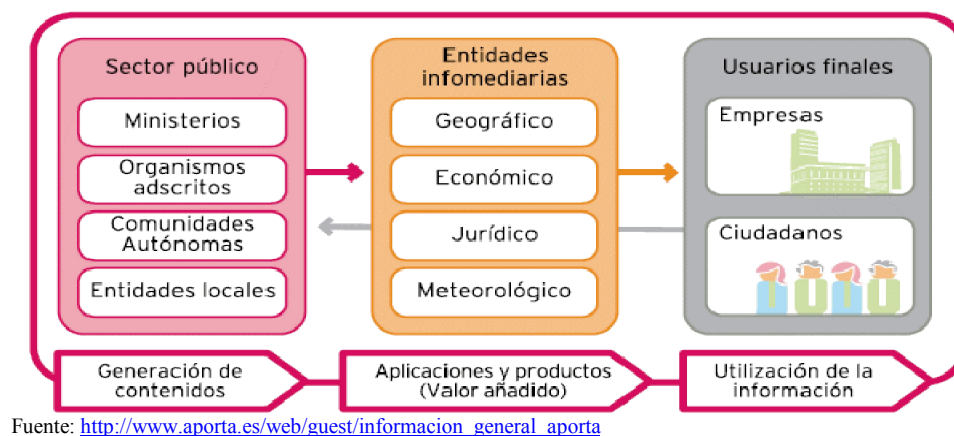 Sector público
Ministerios
Organismos
adscritos
Comunidades
Autónomas
Entidades locales
Entidades
infomediarias
Geográfico
Económico
Jurídico
Meteorológico
Usuarios finales
Empresas
Ciudadanos
Generación de
contenidos
Aplicaciones y productos
(Valor añadido)
Utilización de la
información
Fuente: http://www.aporta.es/web/guest/informacion_general_aporta